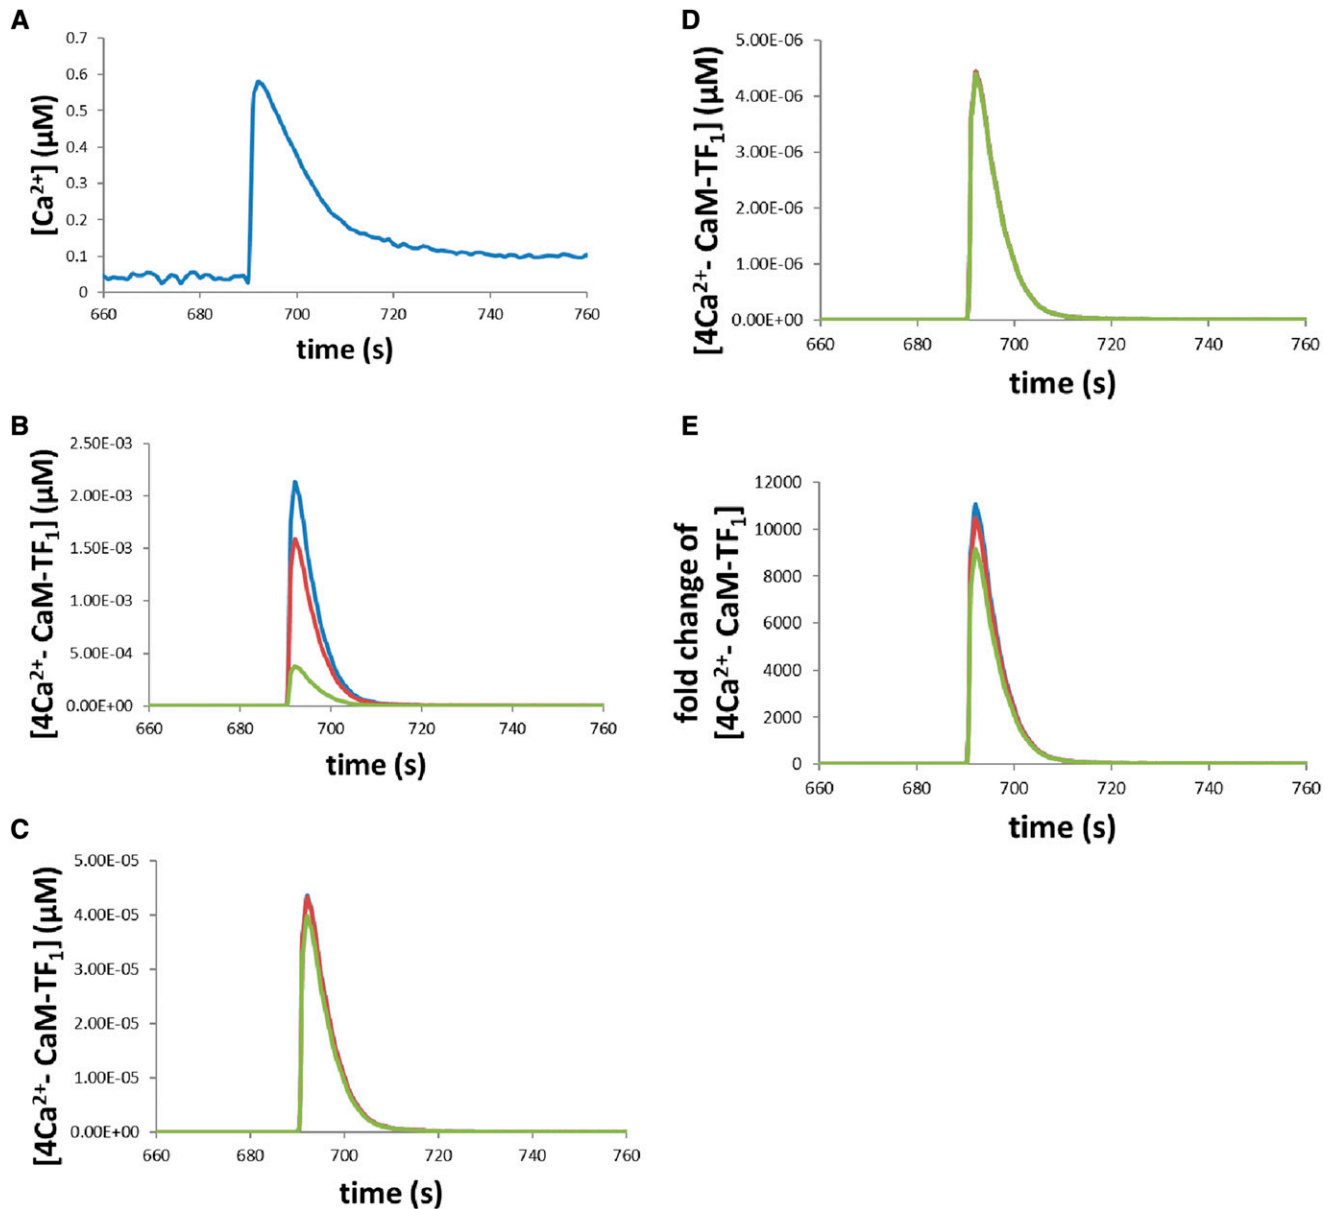 A
[Ca²⁺] (µM)
0.7
0.6
0.5
0.4
0.3
0.2
0.1
0
660 680 700 720 740 760
time (s)
B
[4Ca²⁺- CaM-TF₁] (µM)
2.50E-03
2.00E-03
1.50E-03
1.00E-03
5.00E-04
0.00E+00
660 680 700 720 740 760
time (s)
C
[4Ca²⁺- CaM-TF₁] (µM)
5.00E-05
4.00E-05
3.00E-05
2.00E-05
1.00E-05
0.00E+00
660 680 700 720 740 760
time (s)
D
[4Ca²⁺- CaM-TF₁] (µM)
5.00E-06
4.00E-06
3.00E-06
2.00E-06
1.00E-06
0.00E+00
660 680 700 720 740 760
time (s)
E
fold change of
[4Ca²⁺- CaM-TF₁]
12000
10000
8000
6000
4000
2000
0
660 680 700 720 740 760
time (s)